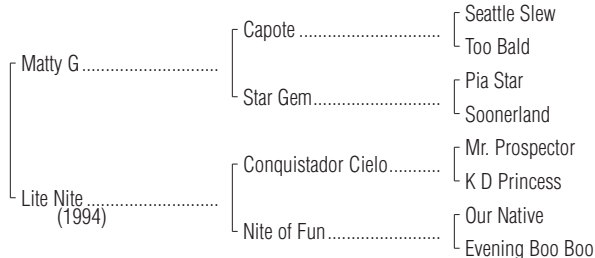 Seattle Slew
Capote ....................................
Too Bald
Matty G ...................................
Pia Star
Star Gem.................................
Soonerland
Mr. Prospector
Conquistador Cielo.............
K D Princess
Lite Nite ..................................
(1994)
Our Native
Nite of Fun.............................
Evening Boo Boo